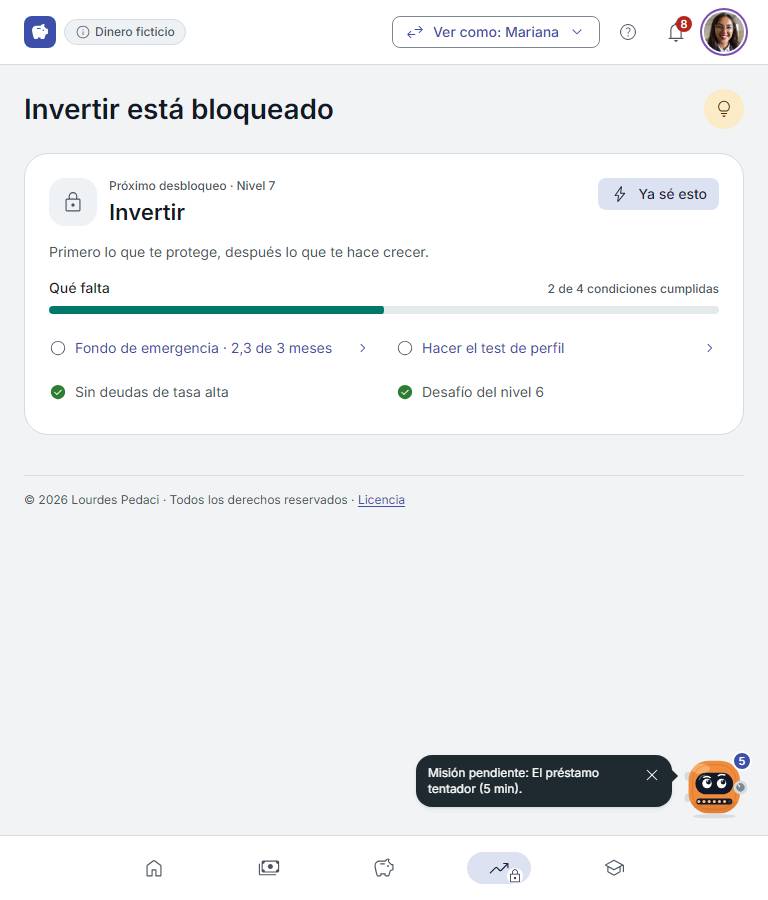 Dinero ficticio
Ver como: Mariana
8
Invertir está bloqueado
Próximo desbloqueo · Nivel 7
Invertir
Ya sé esto
Primero lo que te protege, después lo que te hace crecer.
Qué falta
2 de 4 condiciones cumplidas
Fondo de emergencia · 2,3 de 3 meses
Hacer el test de perfil
Sin deudas de tasa alta
Desafío del nivel 6
© 2026 Lourdes Pedaci · Todos los derechos reservados · Licencia
Misión pendiente: El préstamo
tentador (5 min).
5